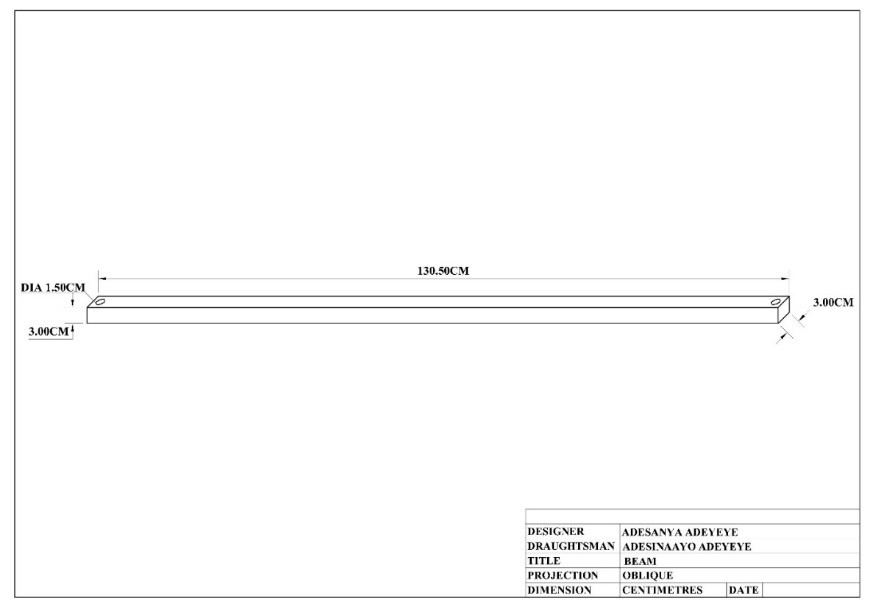 130.50CM
DIA 1.50CM
3.00CM
3.00CM
DESIGNER ADESANYA ADEYEYE
DRAUGHTSMAN ADESINAAYO ADEYEYE
TITLE BEAM
PROJECTION OBLIQUE
DIMENSION CENTIMETRES DATE